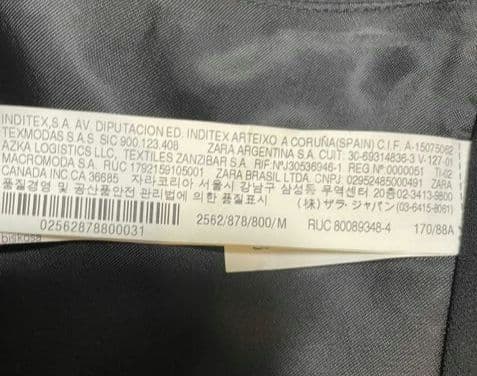 INDITEX,S.A. AV. DIPUTACION ED. INDITEX ARTEIXO A CORUÑA(SPAIN) C.I.F. A-15075062
TEXMODAS S.A.S. SIC 900.123.408 ZARA ARGENTINA S.A. CUIT: 30-69314836-3 V-127-01
AZKA LOGISTICS LLC, TEXTILES ZANZIBAR S.A. RIF.NºJ30536946-1 REG Nº 0000051 TI-02
MACROMODA S.A. RUC 1792159105001 ZARA BRASIL LTDA. CNPJ 02952485000491 ZARA
CANADA INC CA 36685 지라코리아 서울시 강남구 삼성동 무역센터 20층02-3413-9800
품질경영 및 공산품안전 관리법에 의한 품질표시 (株) ザラ・ジャパン (03-6415-8061)
02562878800031 2562/878/800/M RUC 80089348-4 170/88A